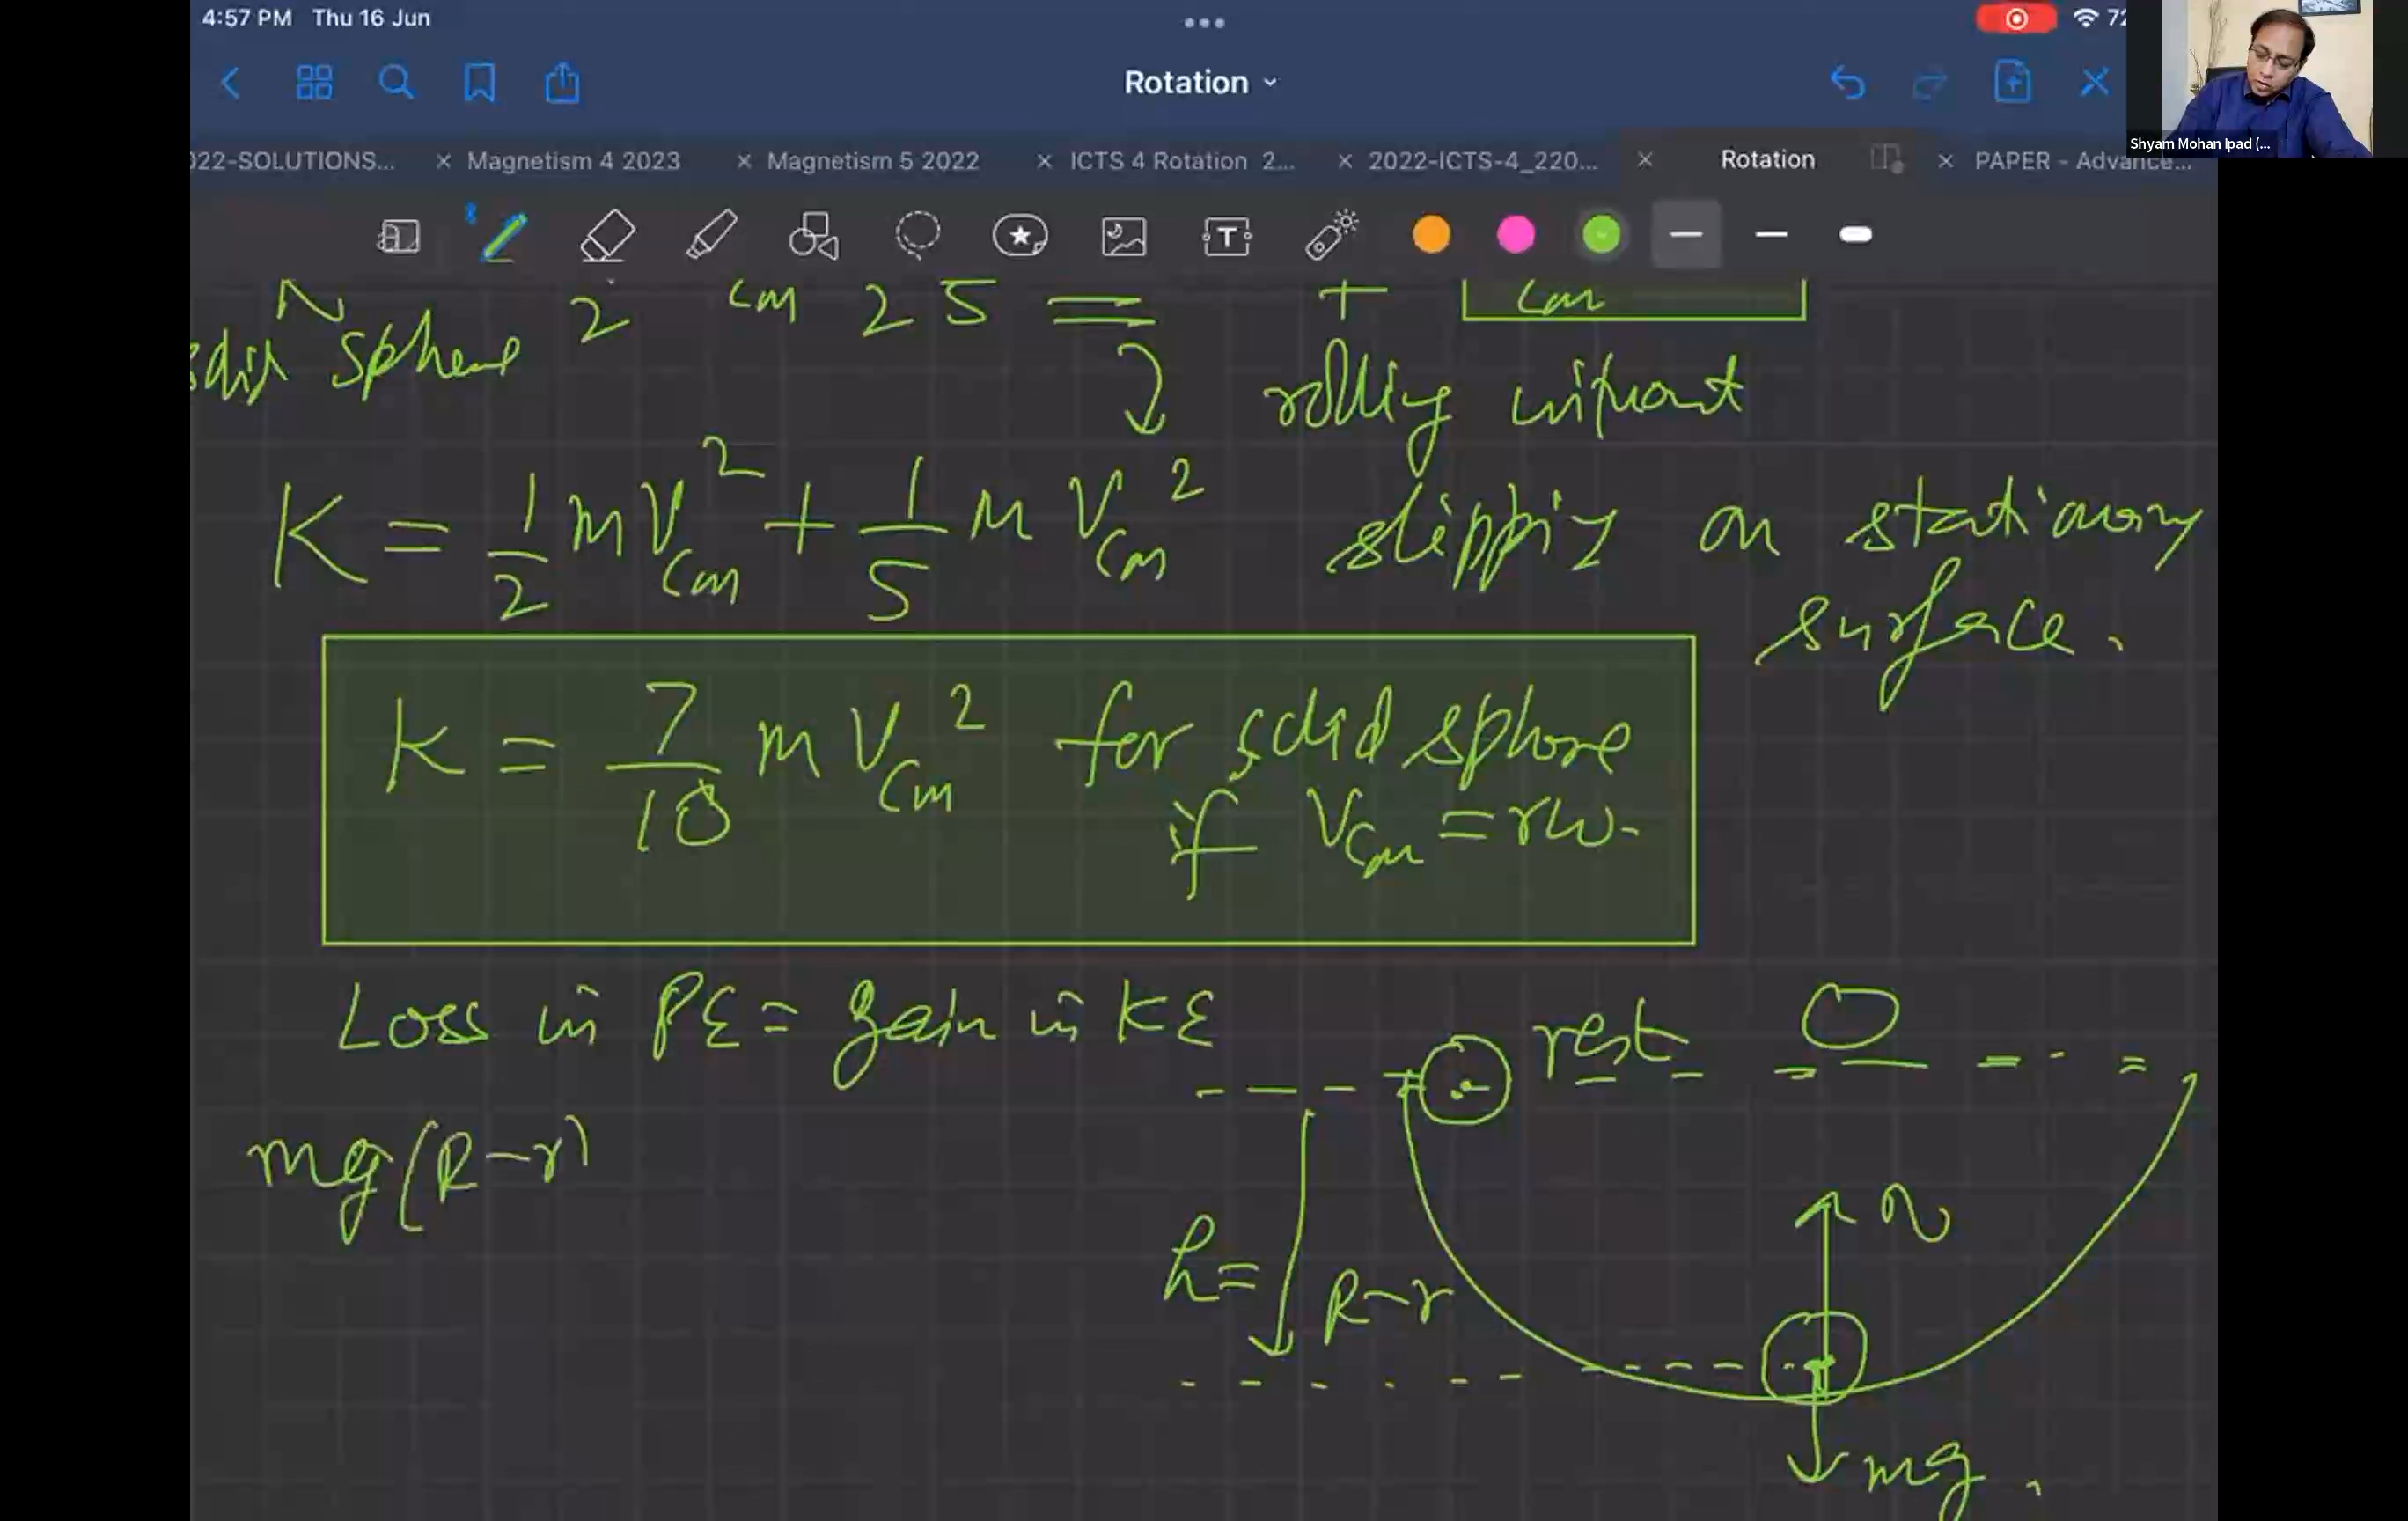 4:57 PM Thu 16 Jun
72
Rotation
022-SOLUTIONS... × Magnetism 4 2023 × Magnetism 5 2022 × ICTS 4 Rotation 2... × 2022-ICTS-4_220... × Rotation × PAPER - Advance...
Shyam Mohan Ipad (...
T
N 2 cm 2 5 = + cm
sphere
rolling without
K = 1/2 m V_cm^2 + 1/5 m V_cm^2
slipping on stationary
surface.
K = 7/10 m V_cm^2 for solid sphere
if V_cm = rω.
Loss in PE = gain in KE
rest
mg(R-r)
h = R-r
N
mg.